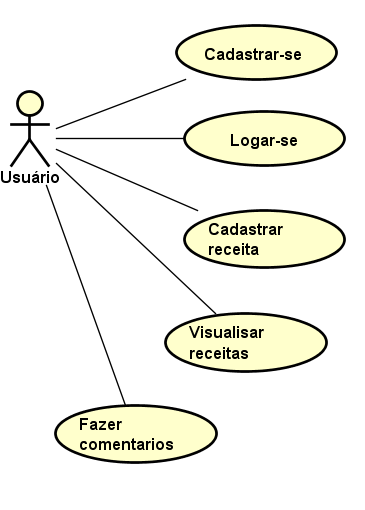 Cadastrar-se
Logar-se
Usuário
Cadastrar
receita
Visualisar
receitas
Fazer
comentarios